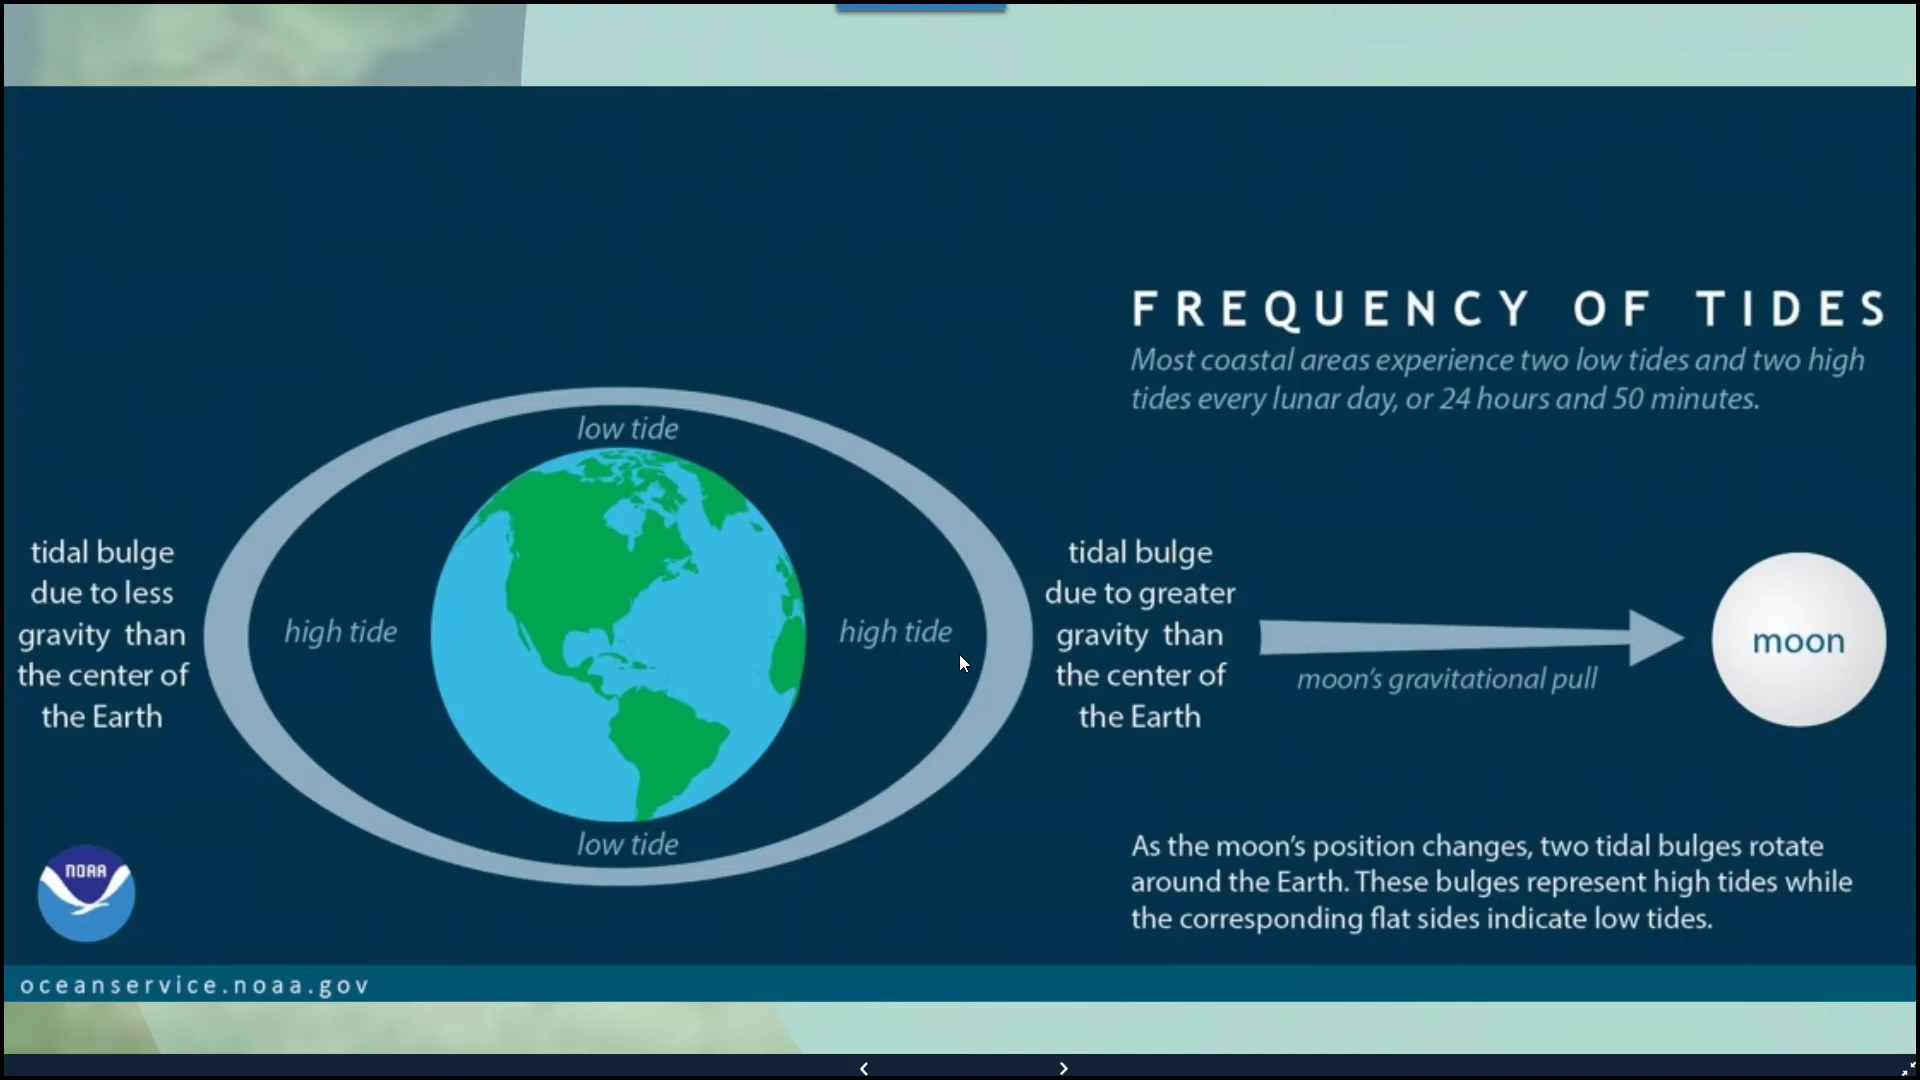 FREQUENCY OF TIDES
Most coastal areas experience two low tides and two high
tides every lunar day, or 24 hours and 50 minutes.
low tide
tidal bulge
due to less
gravity than
the center of
the Earth
high tide
high tide
tidal bulge
due to greater
gravity than
the center of
the Earth
moon's gravitational pull
moon
low tide
As the moon's position changes, two tidal bulges rotate
around the Earth. These bulges represent high tides while
the corresponding flat sides indicate low tides.
NOAA
oceanservice.noaa.gov